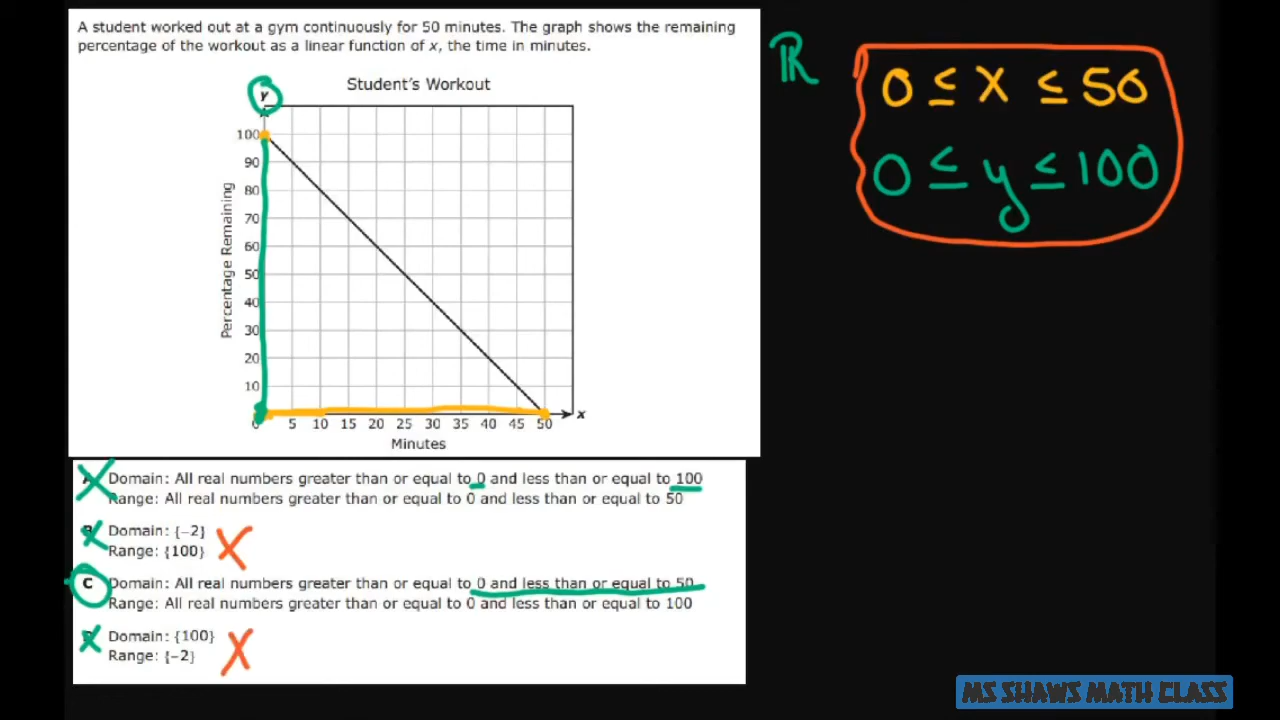 A student worked out at a gym continuously for 50 minutes. The graph shows the remaining
percentage of the workout as a linear function of x, the time in minutes.
ℝ
0 ≤ x ≤ 50
0 ≤ y ≤ 100
Student's Workout
y
100
90
80
70
60
50
40
30
20
10
Percentage Remaining
0 5 10 15 20 25 30 35 40 45 50
x
Minutes
A Domain: All real numbers greater than or equal to 0 and less than or equal to 100
Range: All real numbers greater than or equal to 0 and less than or equal to 50
B Domain: {−2}
Range: {100}
C Domain: All real numbers greater than or equal to 0 and less than or equal to 50
Range: All real numbers greater than or equal to 0 and less than or equal to 100
D Domain: {100}
Range: {−2}
MS SHAWS MATH CLASS